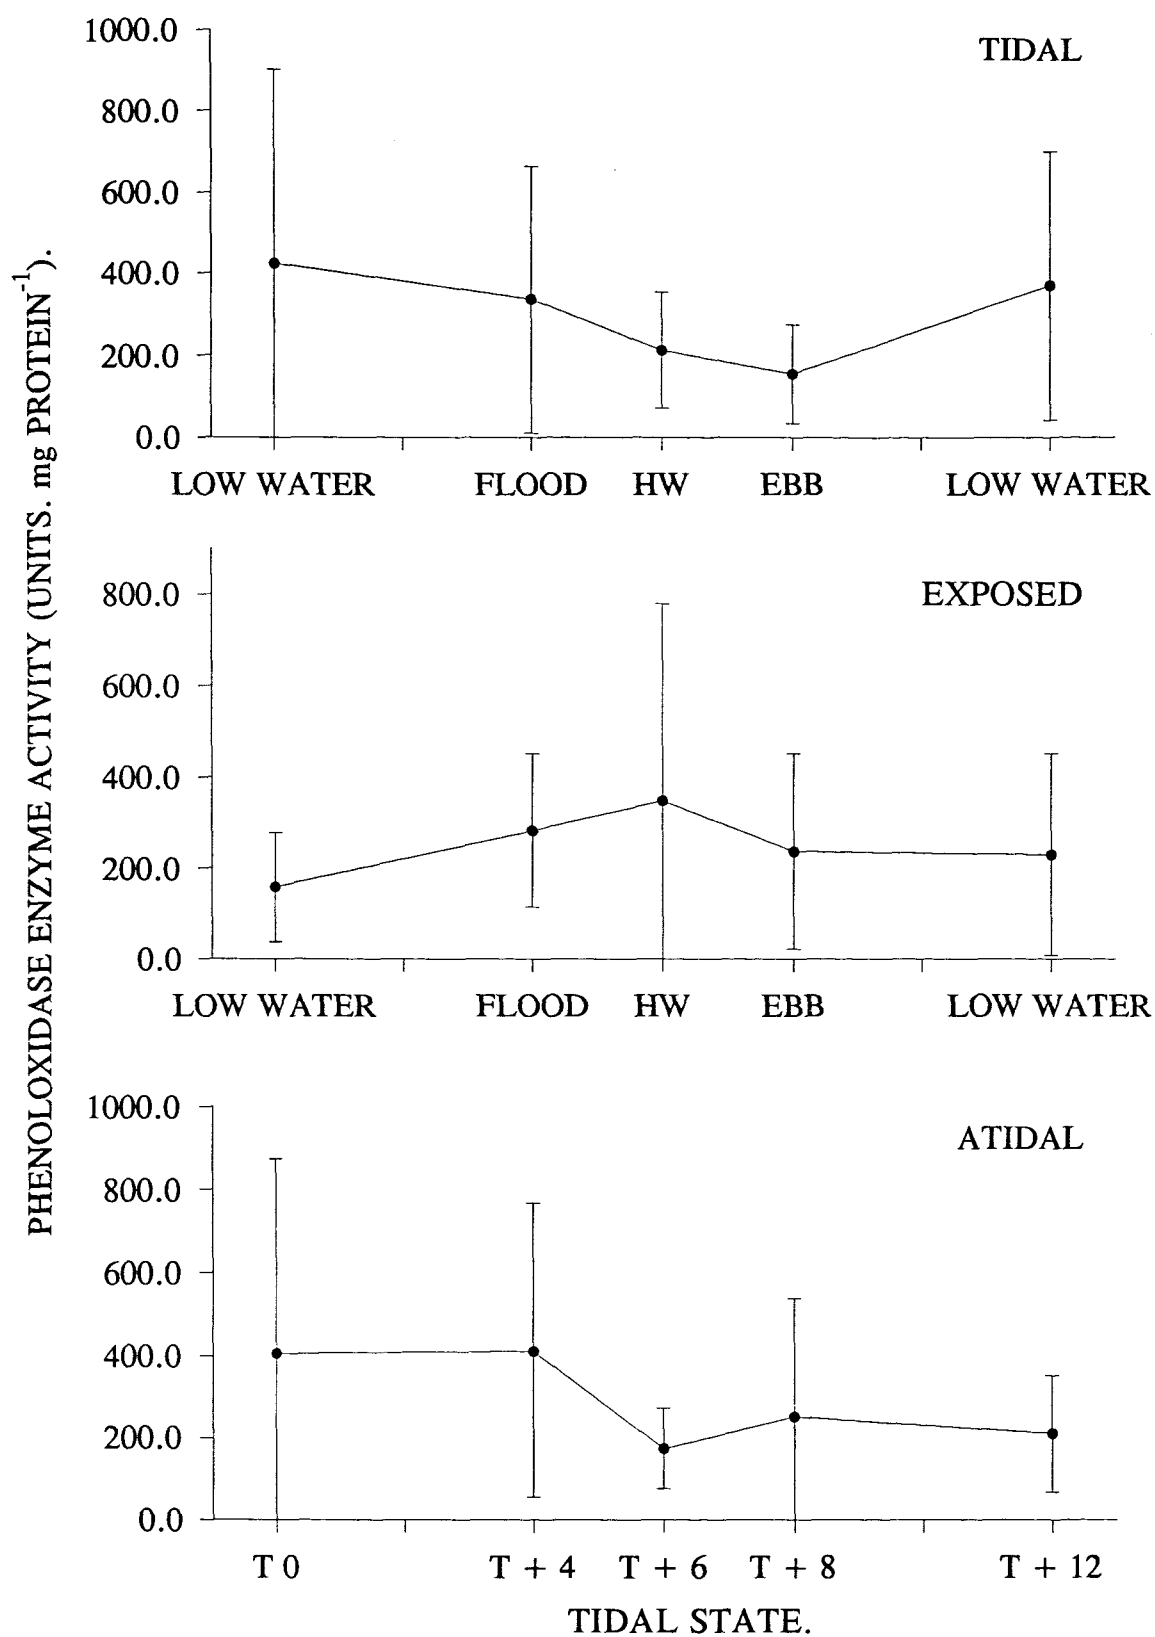 PHENOLOXIDASE ENZYME ACTIVITY (UNITS. mg PROTEIN⁻¹).
TIDAL
1000.0
800.0
600.0
400.0
200.0
0.0
LOW WATER FLOOD HW EBB LOW WATER
EXPOSED
800.0
600.0
400.0
200.0
0.0
LOW WATER FLOOD HW EBB LOW WATER
ATIDAL
1000.0
800.0
600.0
400.0
200.0
0.0
T 0 T + 4 T + 6 T + 8 T + 12
TIDAL STATE.